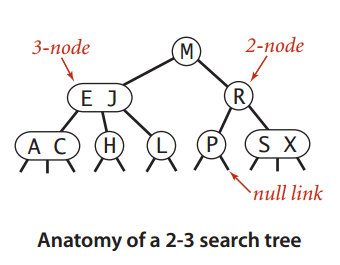 3-node
M
2-node
E J
R
A C
H
L
P
S X
null link
Anatomy of a 2-3 search tree